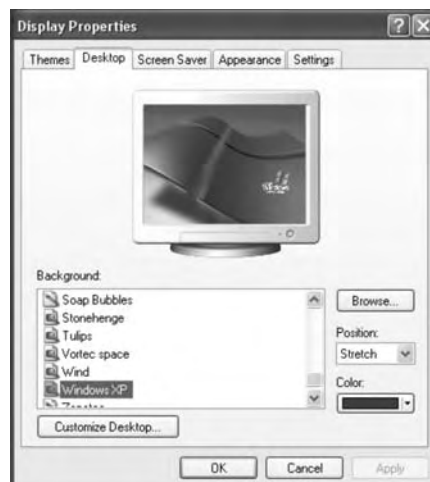 Display Properties
Themes Desktop Screen Saver Appearance Settings
Background:
Soap Bubbles
Stonehenge
Tulips
Vortec space
Wind
Windows XP
Browse...
Position:
Stretch
Color:
Customize Desktop...
OK Cancel Apply